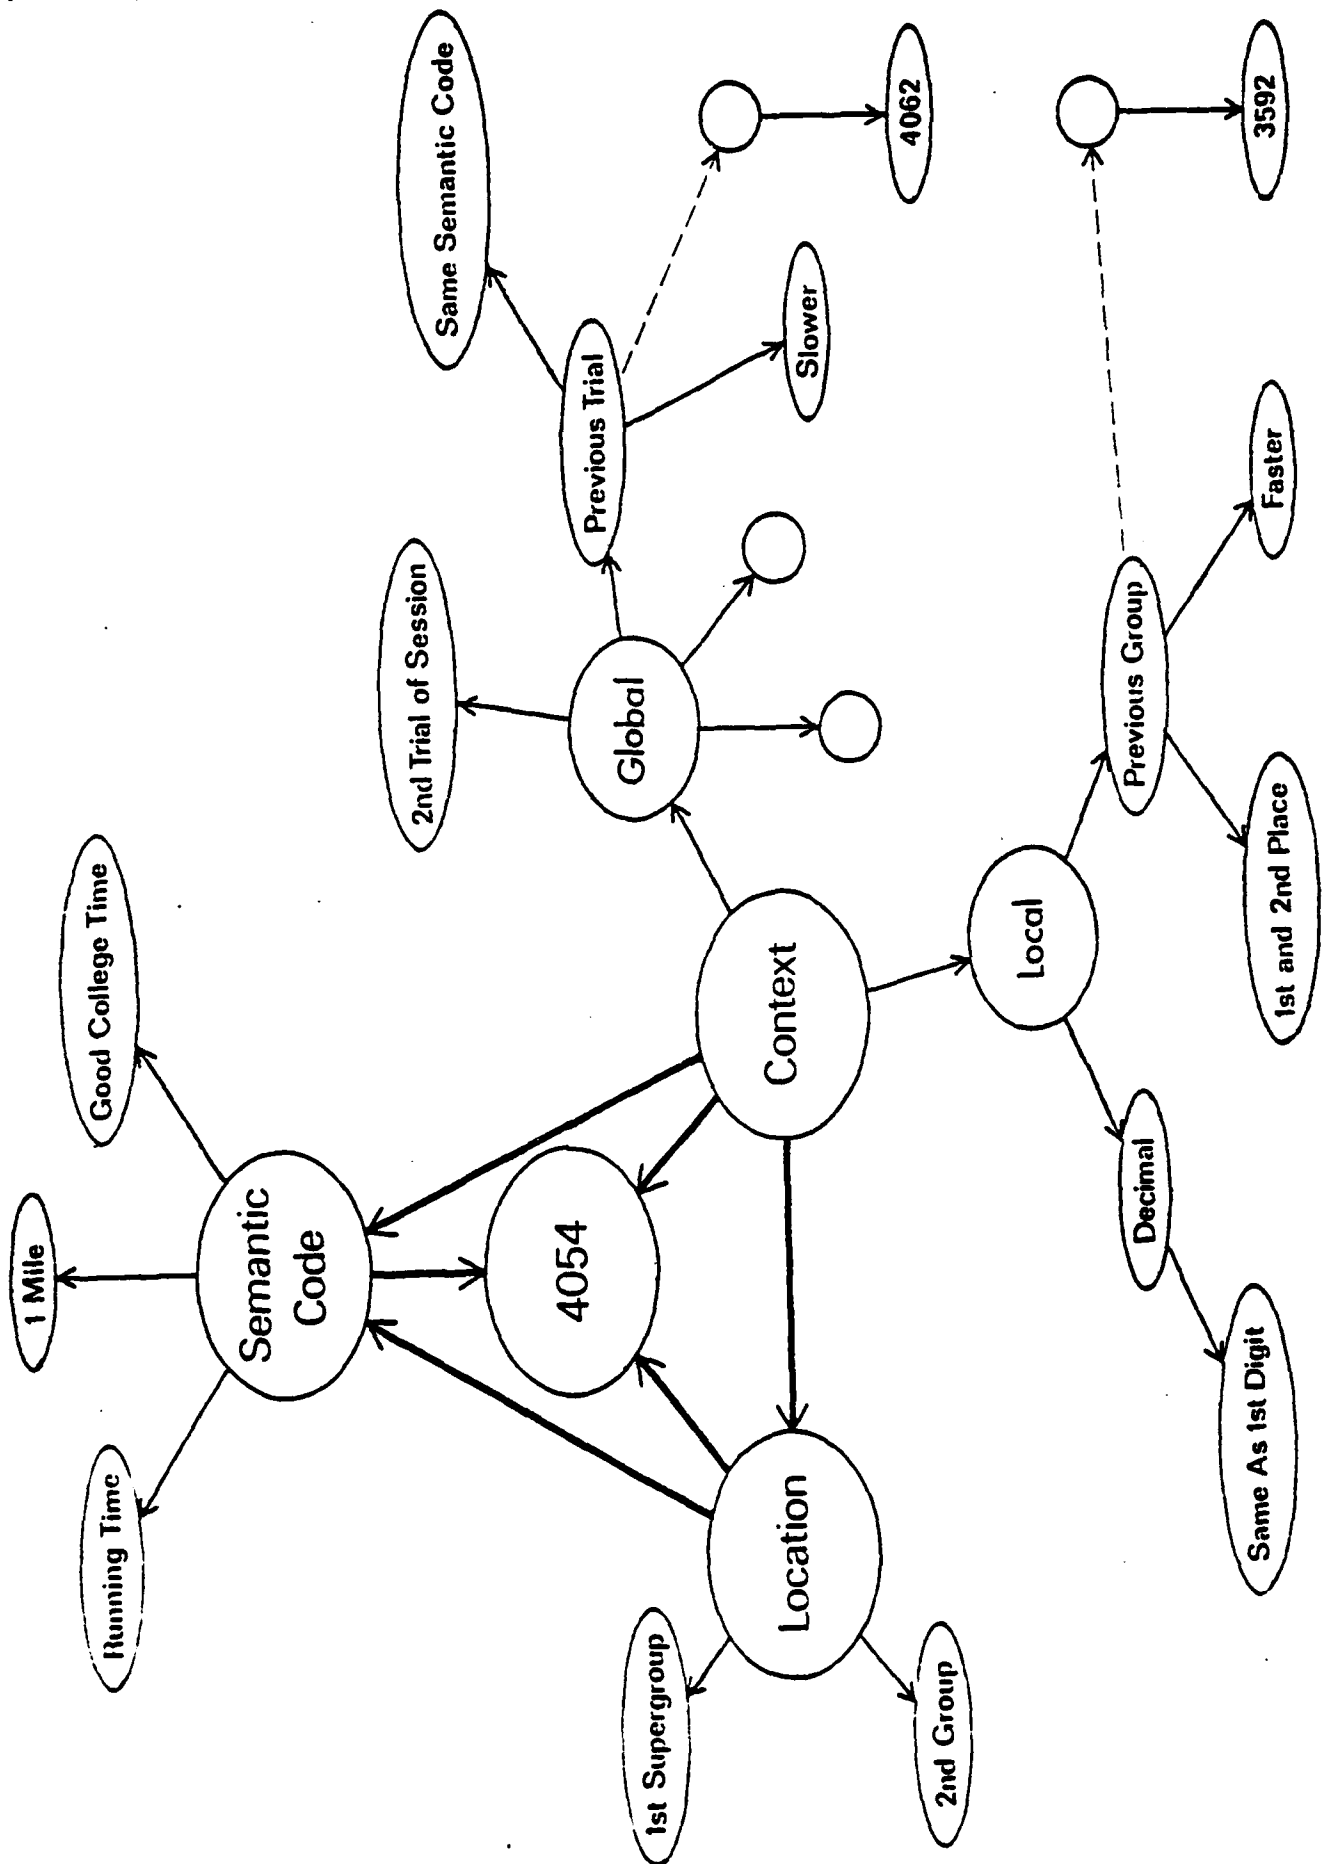 Running Time
1 Mile
Good College Time
Semantic
Code
2nd Trial of Session
Same Semantic Code
4054
Global
Previous Trial
1st Supergroup
Location
Context
Slower
4062
2nd Group
Local
Decimal
Previous Group
Same As 1st Digit
1st and 2nd Place
Faster
3592